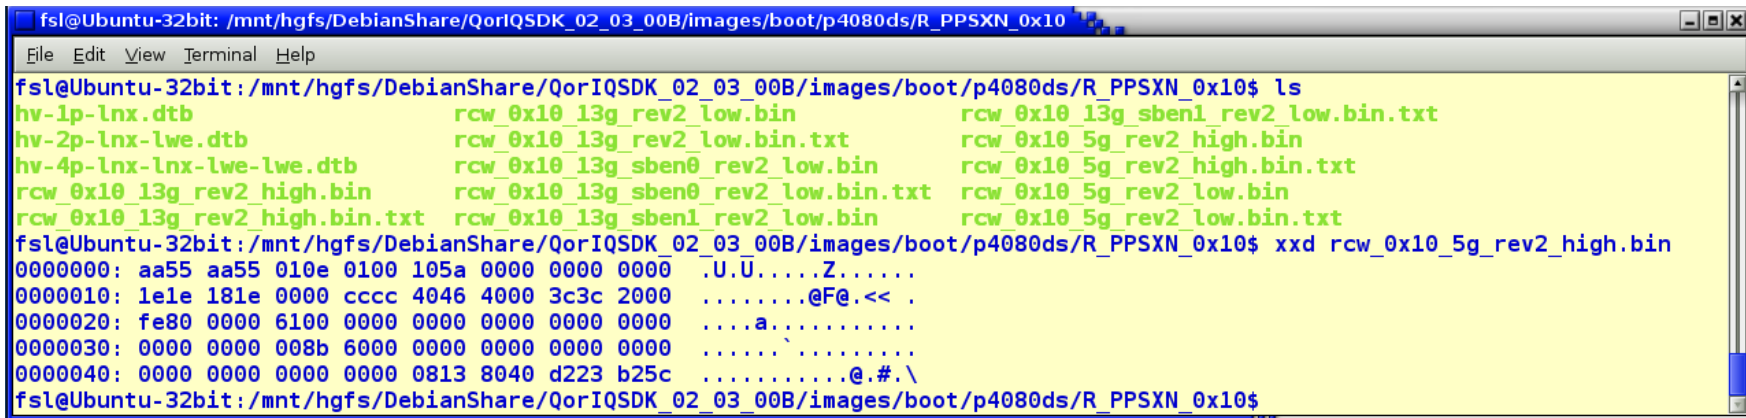 fsl@Ubuntu-32bit: /mnt/hgfs/DebianShare/QorIQSDK_02_03_00B/images/boot/p4080ds/R_PPSXN_0x10
File Edit View Terminal Help
fsl@Ubuntu-32bit:/mnt/hgfs/DebianShare/QorIQSDK_02_03_00B/images/boot/p4080ds/R_PPSXN_0x10$ ls
hv-1p-lnx.dtb rcw_0x10_13g_rev2_low.bin rcw_0x10_13g_sben1_rev2_low.bin.txt
hv-2p-lnx-lwe.dtb rcw_0x10_13g_rev2_low.bin.txt rcw_0x10_5g_rev2_high.bin
hv-4p-lnx-lnx-lwe-lwe.dtb rcw_0x10_13g_sben0_rev2_low.bin rcw_0x10_5g_rev2_high.bin.txt
rcw_0x10_13g_rev2_high.bin rcw_0x10_13g_sben0_rev2_low.bin.txt rcw_0x10_5g_rev2_low.bin
rcw_0x10_13g_rev2_high.bin.txt rcw_0x10_13g_sben1_rev2_low.bin rcw_0x10_5g_rev2_low.bin.txt
fsl@Ubuntu-32bit:/mnt/hgfs/DebianShare/QorIQSDK_02_03_00B/images/boot/p4080ds/R_PPSXN_0x10$ xxd rcw_0x10_5g_rev2_high.bin
0000000: aa55 aa55 010e 0100 105a 0000 0000 0000 .U.U.....Z......
0000010: 1e1e 181e 0000 cccc 4046 4000 3c3c 2000 ........@F@.<< .
0000020: fe80 0000 6100 0000 0000 0000 0000 0000 ....a...........
0000030: 0000 0000 008b 6000 0000 0000 0000 0000 ......`.........
0000040: 0000 0000 0000 0000 0813 8040 d223 b25c ...........@.#.\
fsl@Ubuntu-32bit:/mnt/hgfs/DebianShare/QorIQSDK_02_03_00B/images/boot/p4080ds/R_PPSXN_0x10$